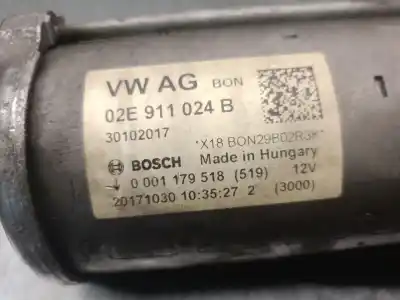 VW AG BON
02E 911 024 B
30102017
*X18 BON29B02R3K*
BOSCH Made in Hungary
0 001 179 518 (519) 12V
20171030 10:35:27 2 (3000)